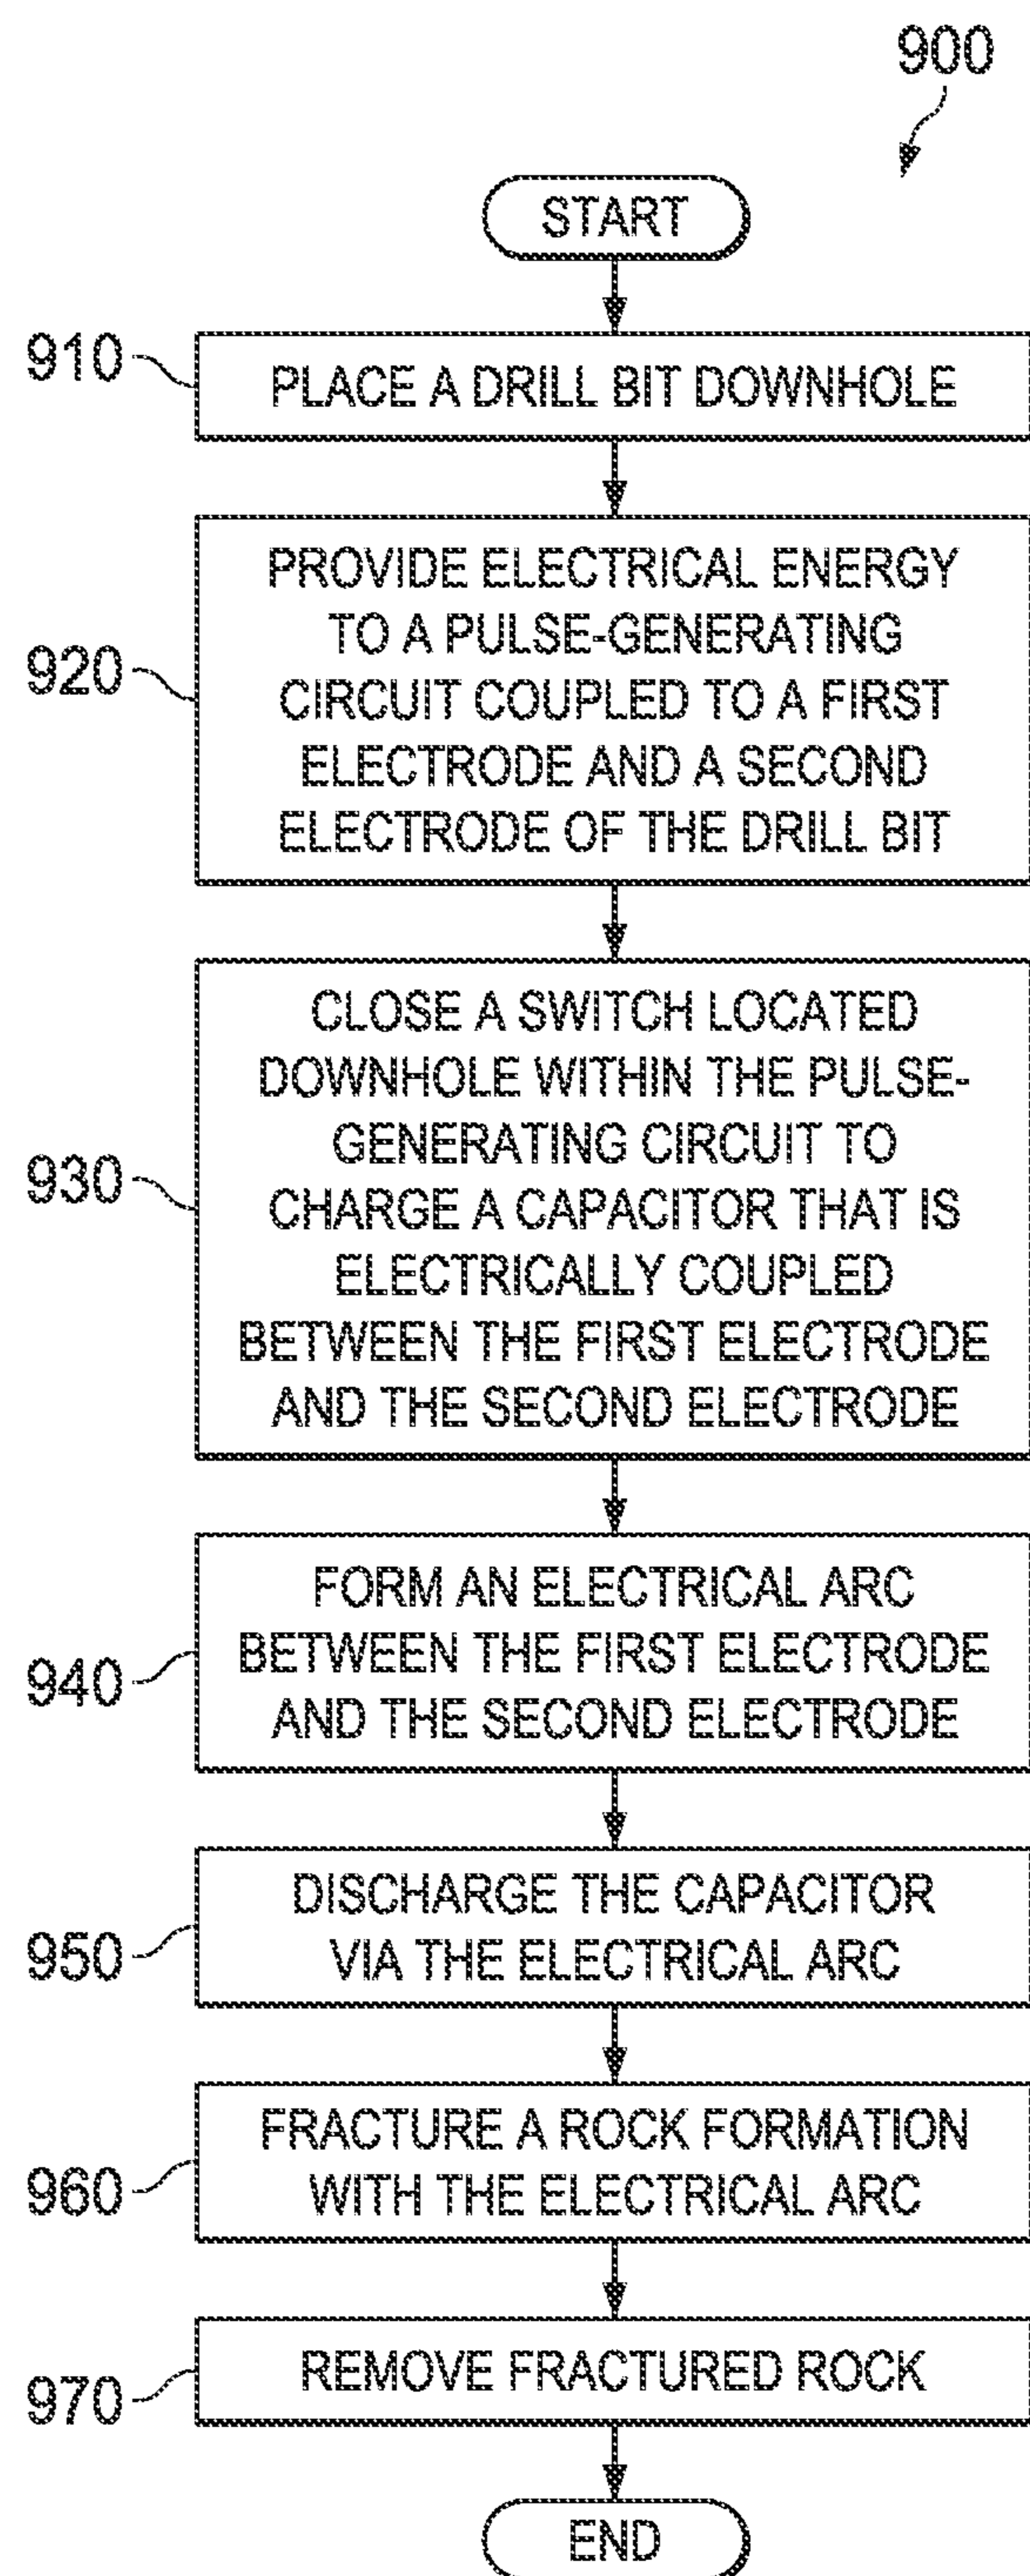 900
START
910
PLACE A DRILL BIT DOWNHOLE
920
PROVIDE ELECTRICAL ENERGY
TO A PULSE-GENERATING
CIRCUIT COUPLED TO A FIRST
ELECTRODE AND A SECOND
ELECTRODE OF THE DRILL BIT
930
CLOSE A SWITCH LOCATED
DOWNHOLE WITHIN THE PULSE-
GENERATING CIRCUIT TO
CHARGE A CAPACITOR THAT IS
ELECTRICALLY COUPLED
BETWEEN THE FIRST ELECTRODE
AND THE SECOND ELECTRODE
940
FORM AN ELECTRICAL ARC
BETWEEN THE FIRST ELECTRODE
AND THE SECOND ELECTRODE
950
DISCHARGE THE CAPACITOR
VIA THE ELECTRICAL ARC
960
FRACTURE A ROCK FORMATION
WITH THE ELECTRICAL ARC
970
REMOVE FRACTURED ROCK
END